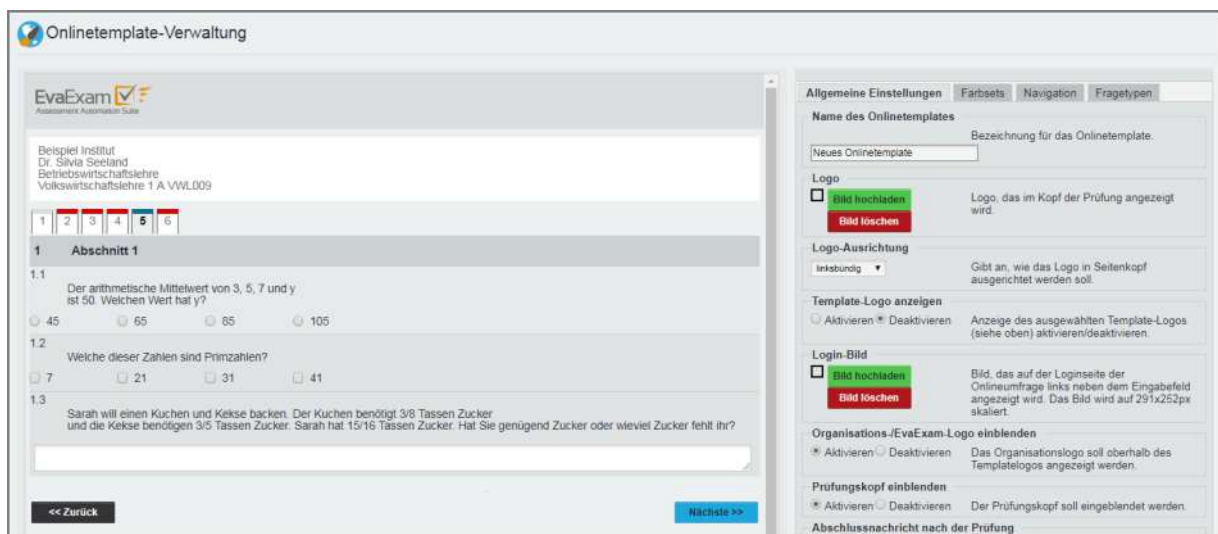 Onlinetemplate-Verwaltung
EvaExam
Assessment Automation Suite
Beispiel Institut
Dr. Silvia Seeland
Betriebswirtschaftslehre
Volkswirtschaftslehre 1 A VWL009
1 2 3 4 5 6
1 Abschnitt 1
1.1
Der arithmetische Mittelwert von 3, 5, 7 und y
ist 50. Welchen Wert hat y?
45 65 85 105
1.2
Welche dieser Zahlen sind Primzahlen?
7 21 31 41
1.3
Sarah will einen Kuchen und Kekse backen. Der Kuchen benötigt 3/8 Tassen Zucker
und die Kekse benötigen 3/5 Tassen Zucker. Sarah hat 15/16 Tassen Zucker. Hat Sie genügend Zucker oder wieviel Zucker fehlt ihr?
<< Zurück
Nächste >>
Allgemeine Einstellungen Farbsets Navigation Fragetypen
Name des Onlinetemplates
Bezeichnung für das Onlinetemplate.
Neues Onlinetemplate
Logo
Bild hochladen
Bild löschen
Logo, das im Kopf der Prüfung angezeigt
wird.
Logo-Ausrichtung
linksbündig
Gibt an, wie das Logo in Seitenkopf
ausgerichtet werden soll.
Template-Logo anzeigen
Aktivieren Deaktivieren
Anzeige des ausgewählten Template-Logos
(siehe oben) aktivieren/deaktivieren.
Login-Bild
Bild hochladen
Bild löschen
Bild, das auf der Loginseite der
Onlineumfrage links neben dem Eingabefeld
angezeigt wird. Das Bild wird auf 291x252px
skaliert.
Organisations-/EvaExam-Logo einblenden
Aktivieren Deaktivieren
Das Organisationslogo soll oberhalb des
Templatelogos angezeigt werden.
Prüfungskopf einblenden
Aktivieren Deaktivieren
Der Prüfungskopf soll eingeblendet werden.
Abschlussnachricht nach der Prüfung